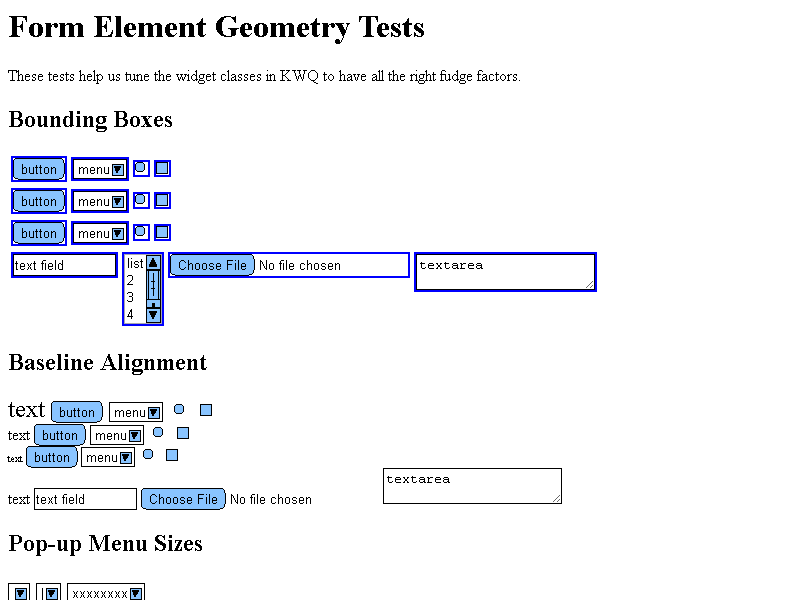 Form Element Geometry Tests
These tests help us tune the widget classes in KWQ to have all the right fudge factors.
Bounding Boxes
button menu
button menu
button menu
text field list Choose File No file chosen textarea
2
3
4
Baseline Alignment
text button menu
text button menu
text button menu
textarea
text text field Choose File No file chosen
Pop-up Menu Sizes
| xxxxxxxx